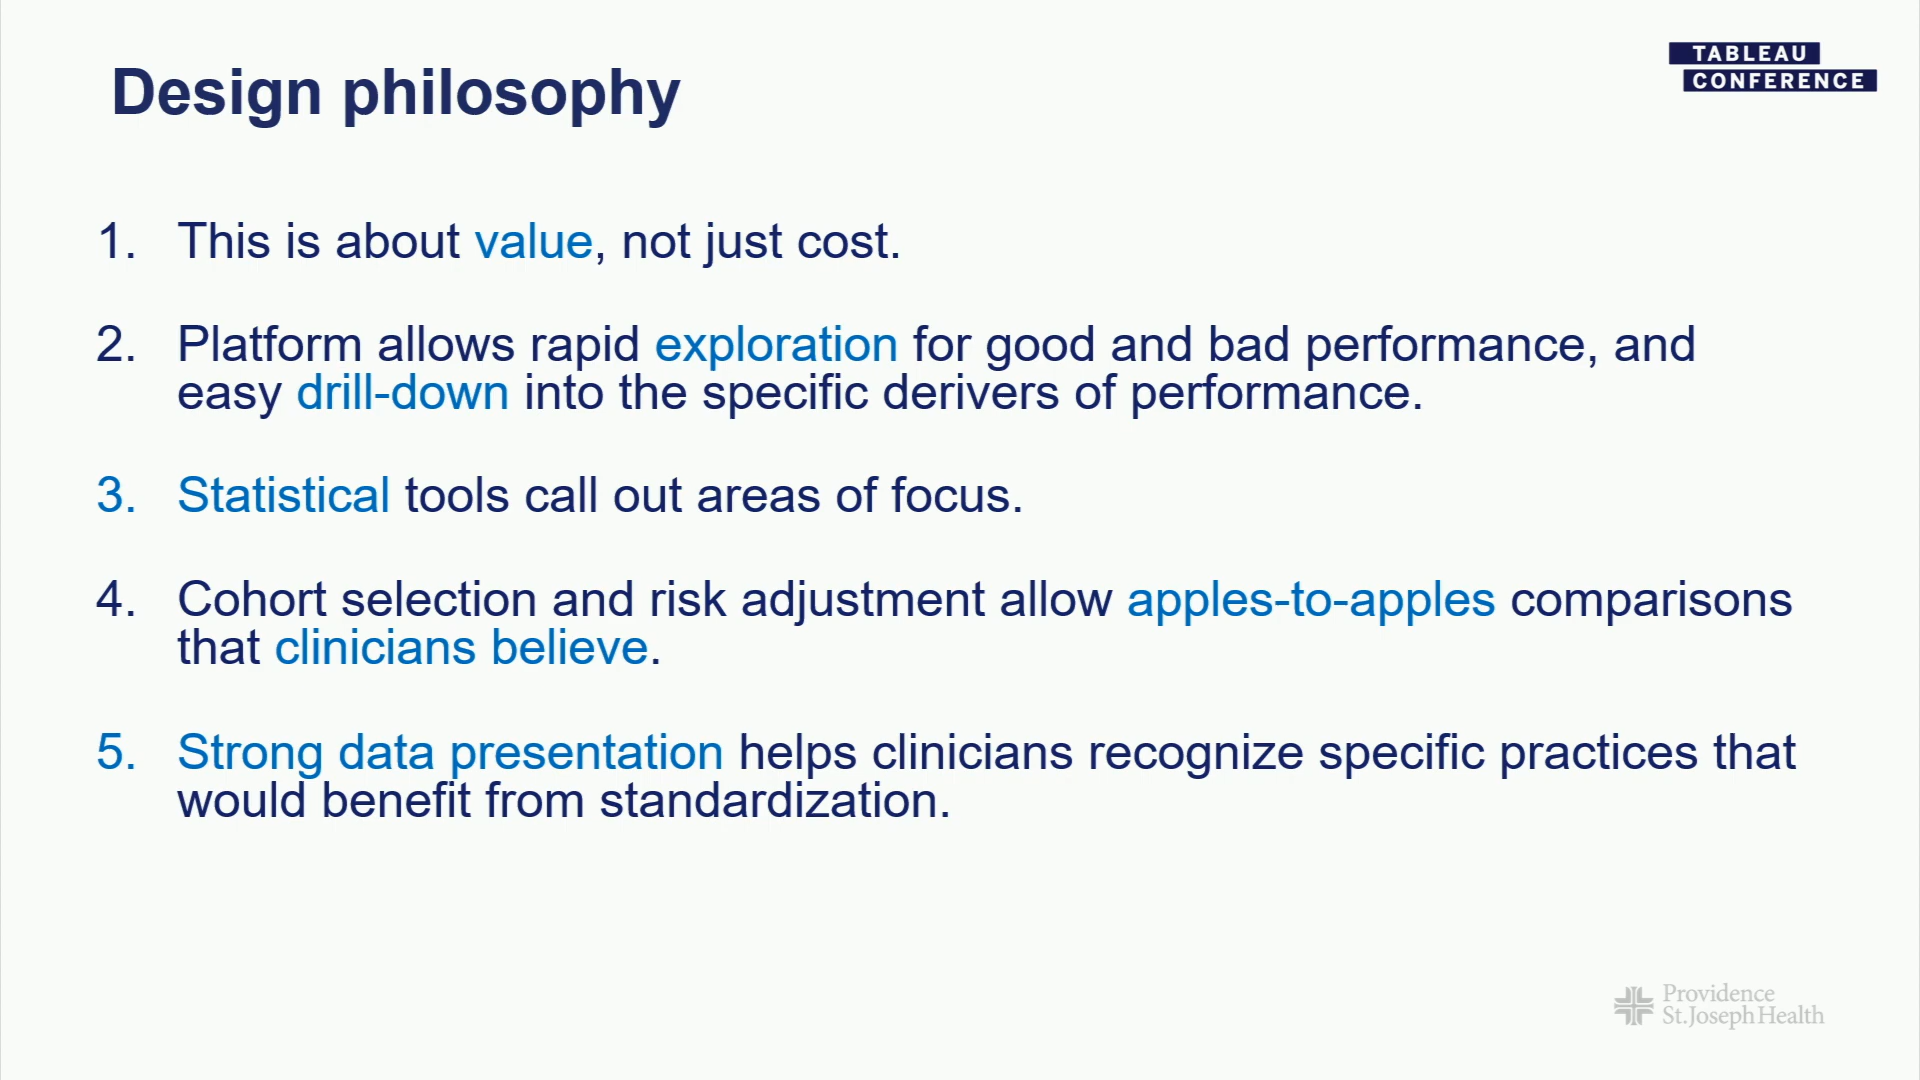 TABLEAU
CONFERENCE
Design philosophy
1. This is about value, not just cost.
2. Platform allows rapid exploration for good and bad performance, and
easy drill-down into the specific derivers of performance.
3. Statistical tools call out areas of focus.
4. Cohort selection and risk adjustment allow apples-to-apples comparisons
that clinicians believe.
5. Strong data presentation helps clinicians recognize specific practices that
would benefit from standardization.
Providence
St.JosephHealth